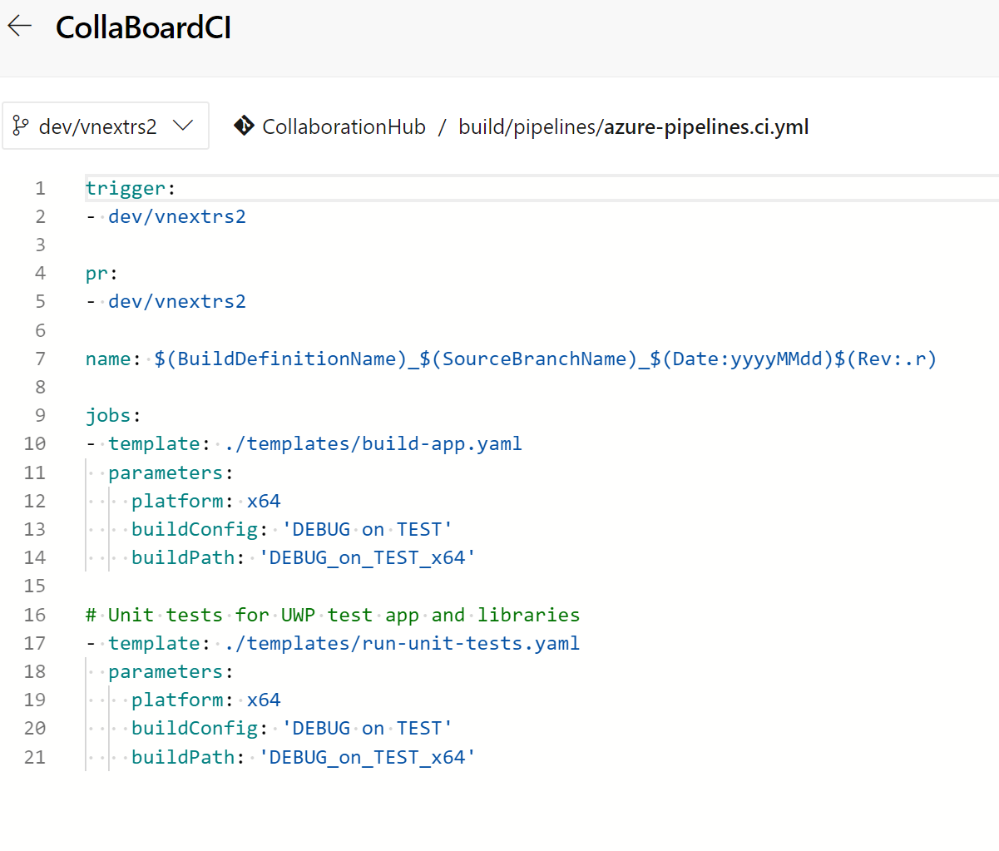 CollaBoardCI
dev/vnextrs2
CollaborationHub / build/pipelines/azure-pipelines.ci.yml
1 trigger:
2 - dev/vnextrs2
3
4 pr:
5 - dev/vnextrs2
6
7 name: $(BuildDefinitionName)_$(SourceBranchName)_$(Date:yyyyMMdd)$(Rev:.r)
8
9 jobs:
10 - template: ./templates/build-app.yaml
11 parameters:
12 platform: x64
13 buildConfig: 'DEBUG on TEST'
14 buildPath: 'DEBUG_on_TEST_x64'
15
16 # Unit tests for UWP test app and libraries
17 - template: ./templates/run-unit-tests.yaml
18 parameters:
19 platform: x64
20 buildConfig: 'DEBUG on TEST'
21 buildPath: 'DEBUG_on_TEST_x64'